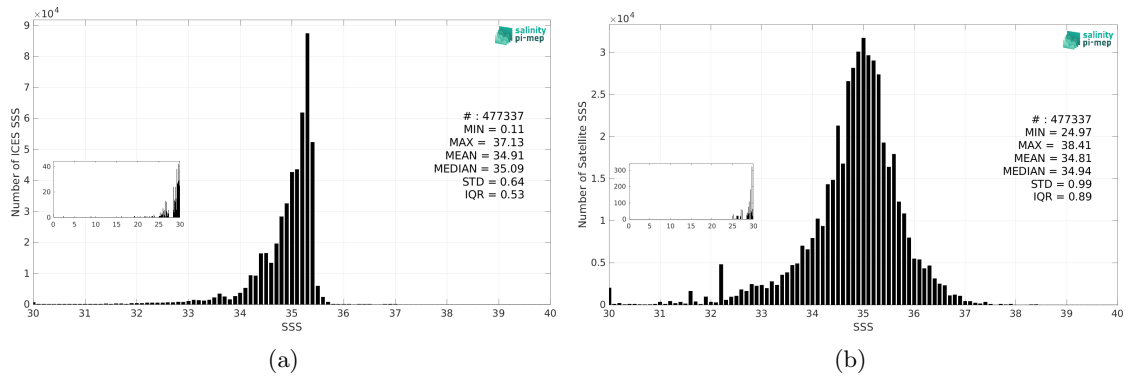 ×10⁴
9
8
7
6
5
4
3
2
1
0
Number of ICES SSS
salinity
pi-mep
# : 477337
MIN = 0.11
MAX = 37.13
MEAN = 34.91
MEDIAN = 35.09
STD = 0.64
IQR = 0.53
40
20
0
0 5 10 15 20 25 30
30 31 32 33 34 35 36 37 38 39 40
SSS
(a)
×10⁴
3
2.5
2
1.5
1
0.5
0
Number of Satellite SSS
salinity
pi-mep
# : 477337
MIN = 24.97
MAX = 38.41
MEAN = 34.81
MEDIAN = 34.94
STD = 0.99
IQR = 0.89
300
200
100
0
0 5 10 15 20 25 30
30 31 32 33 34 35 36 37 38 39 40
SSS
(b)